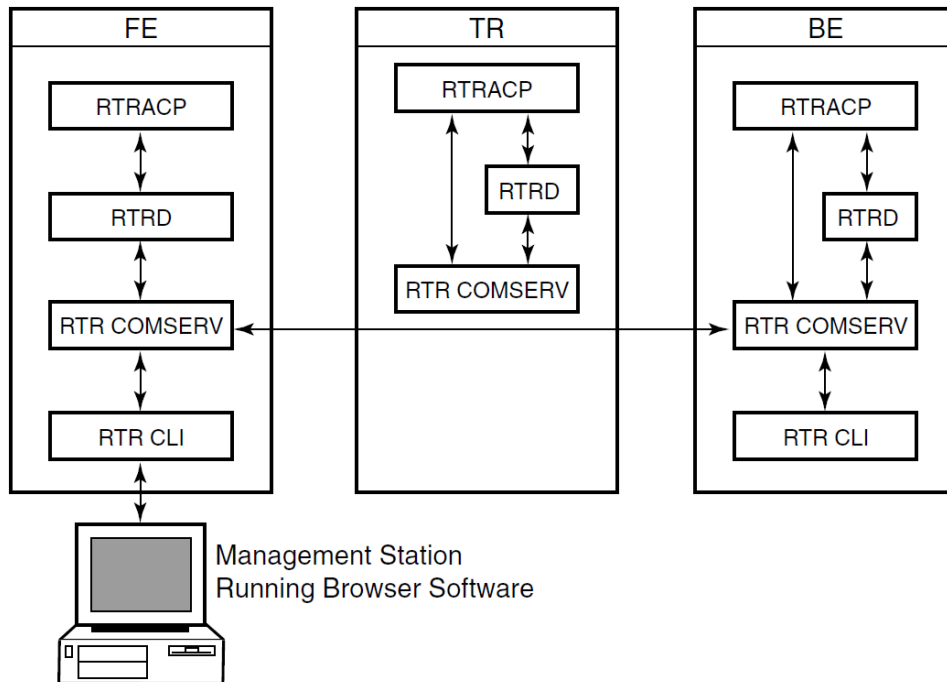 FE
RTRACP
RTRD
RTR COMSERV
RTR CLI
TR
RTRACP
RTRD
RTR COMSERV
BE
RTRACP
RTRD
RTR COMSERV
RTR CLI
Management Station
Running Browser Software